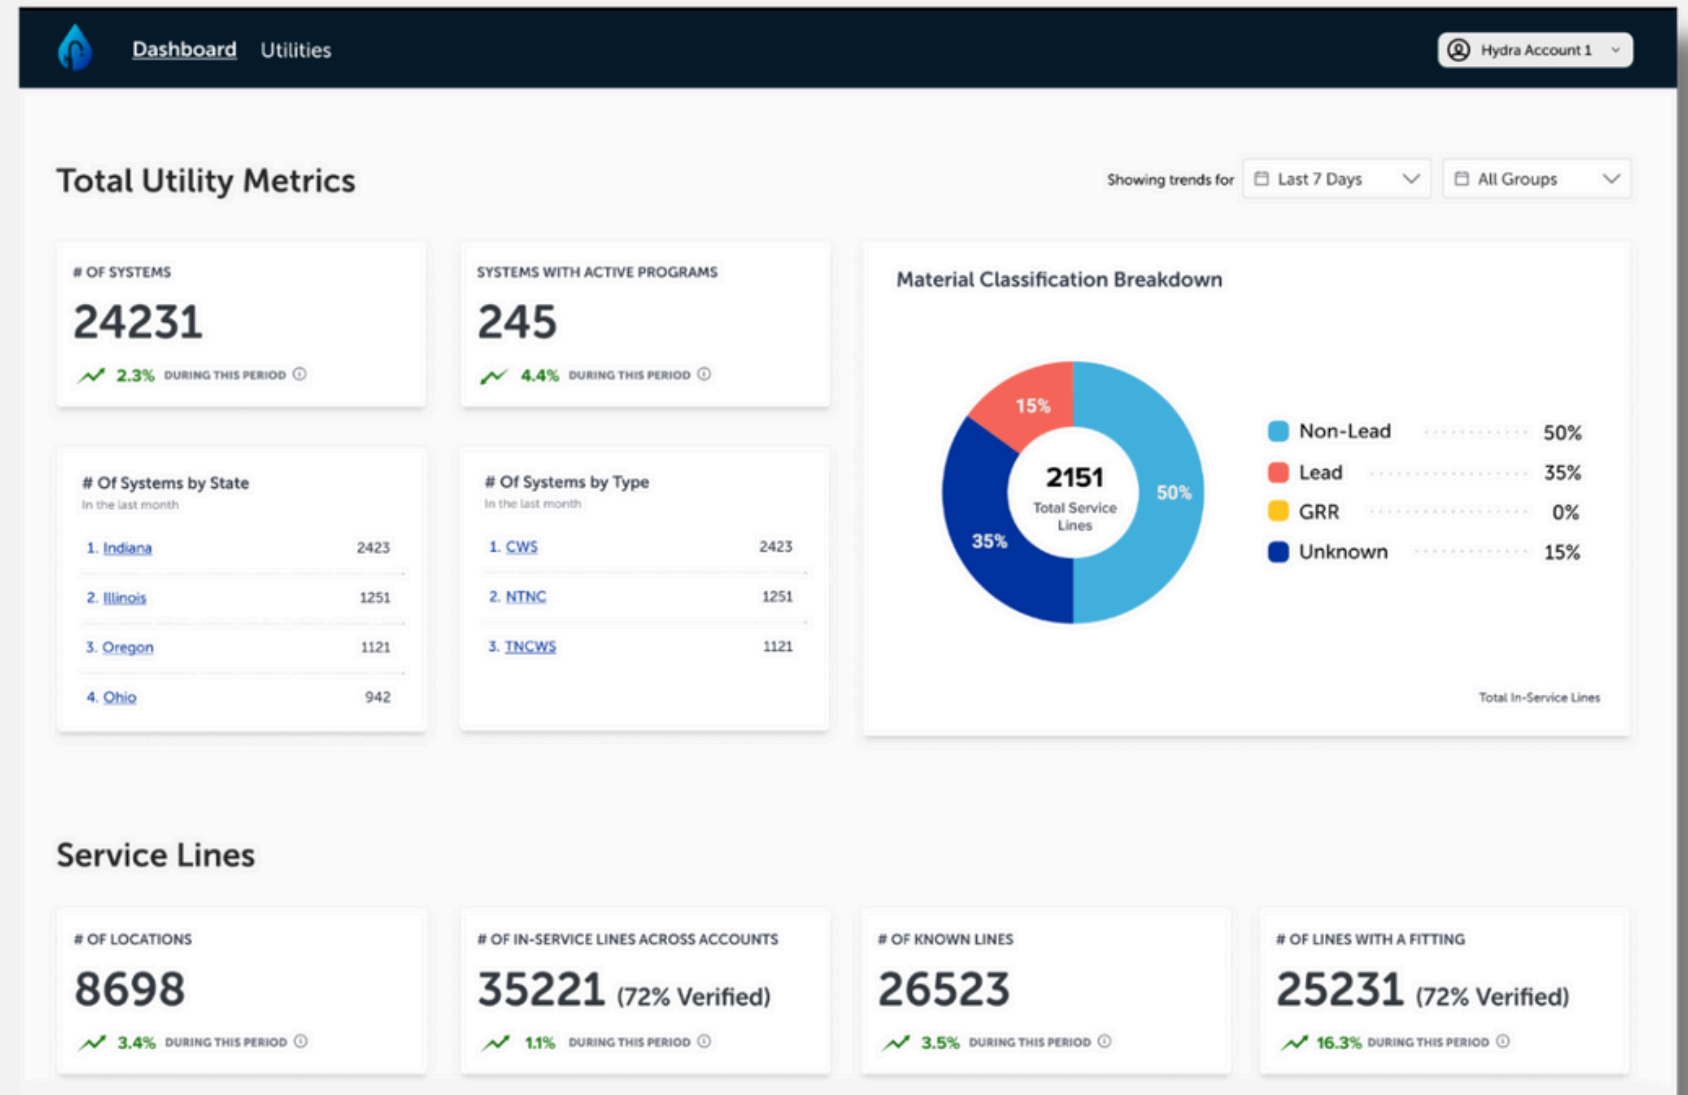 Dashboard Utilities Hydra Account 1
Total Utility Metrics
Showing trends for Last 7 Days All Groups
# OF SYSTEMS
24231
2.3% DURING THIS PERIOD
SYSTEMS WITH ACTIVE PROGRAMS
245
4.4% DURING THIS PERIOD
# Of Systems by State
In the last month
1. Indiana 2423
2. Illinois 1251
3. Oregon 1121
4. Ohio 942
# Of Systems by Type
In the last month
1. CWS 2423
2. NTNC 1251
3. TNCWS 1121
Material Classification Breakdown
15%
50%
35%
2151
Total Service
Lines
Non-Lead 50%
Lead 35%
GRR 0%
Unknown 15%
Total In-Service Lines
Service Lines
# OF LOCATIONS
8698
3.4% DURING THIS PERIOD
# OF IN-SERVICE LINES ACROSS ACCOUNTS
35221 (72% Verified)
1.1% DURING THIS PERIOD
# OF KNOWN LINES
26523
3.5% DURING THIS PERIOD
# OF LINES WITH A FITTING
25231 (72% Verified)
16.3% DURING THIS PERIOD